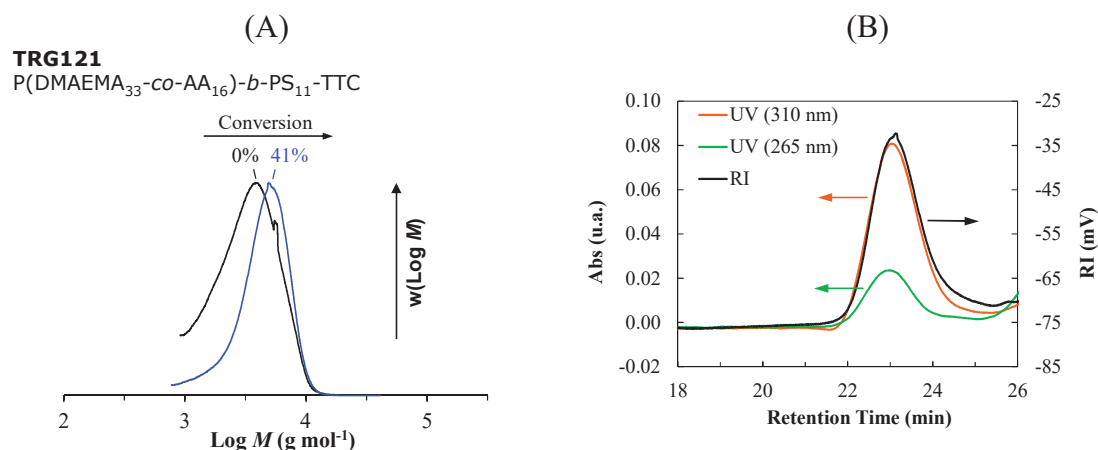 (A)
TRG121
P(DMAEMA33-co-AA16)-b-PS11-TTC
Conversion
0% 41%
w(Log M)
2 3 4 5
Log M (g mol-1)
(B)
0.10
0.08
0.06
0.04
0.02
0.00
-0.02
Abs (u.a.)
UV (310 nm)
UV (265 nm)
RI
-25
-35
-45
-55
-65
-75
-85
RI (mV)
18 20 22 24 26
Retention Time (min)